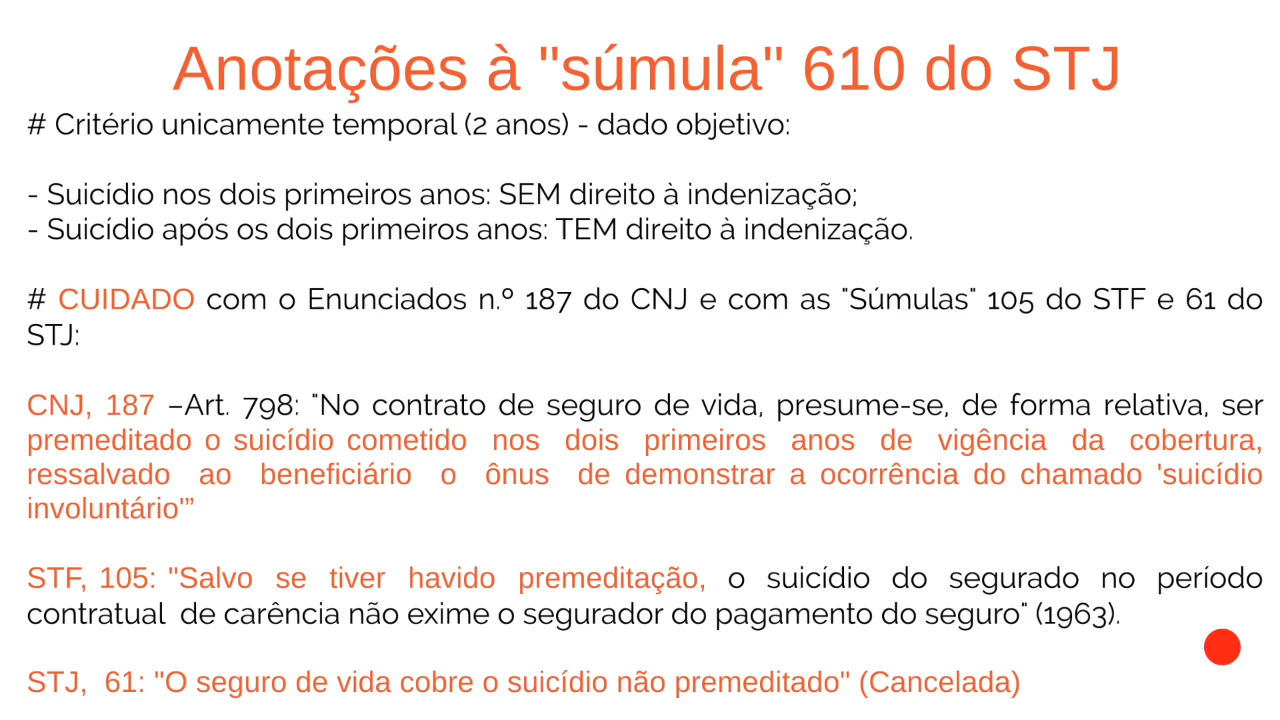 Anotações à "súmula" 610 do STJ
# Critério unicamente temporal (2 anos) - dado objetivo:
- Suicídio nos dois primeiros anos: SEM direito à indenização;
- Suicídio após os dois primeiros anos: TEM direito à indenização.
# CUIDADO com o Enunciados n.º 187 do CNJ e com as "Súmulas" 105 do STF e 61 do
STJ:
CNJ, 187 –Art. 798: "No contrato de seguro de vida, presume-se, de forma relativa, ser
premeditado o suicídio cometido nos dois primeiros anos de vigência da cobertura,
ressalvado ao beneficiário o ônus de demonstrar a ocorrência do chamado 'suicídio
involuntário'”
STF, 105: "Salvo se tiver havido premeditação, o suicídio do segurado no período
contratual de carência não exime o segurador do pagamento do seguro" (1963).
STJ, 61: "O seguro de vida cobre o suicídio não premeditado" (Cancelada)